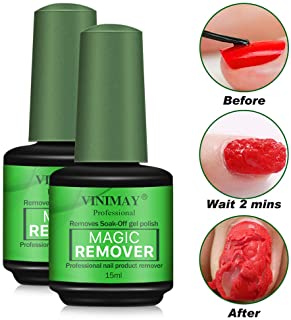 VINIMAY®
Professional
Removes Soak-Off gel polish
MAGIC
REMOVER
Professional nail product remover
15ml
Before
Wait 2 mins
After